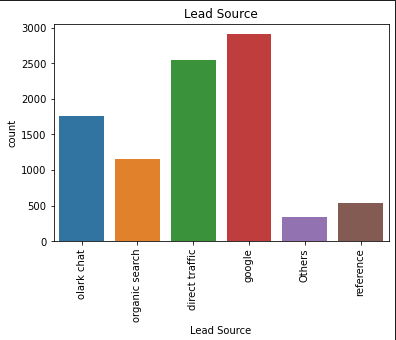 Lead Source
3000
2500
2000
1500
1000
500
0
count
olark chat
organic search
direct traffic
google
Others
reference
Lead Source